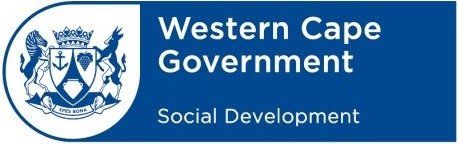 Western Cape
Government
Social Development
SPES BONA